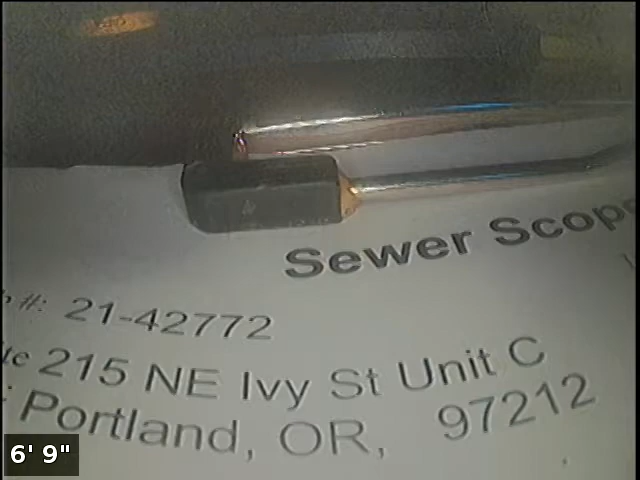 Sewer Scop
#: 21-42772
215 NE Ivy St Unit C
Portland, OR, 97212
6' 9"